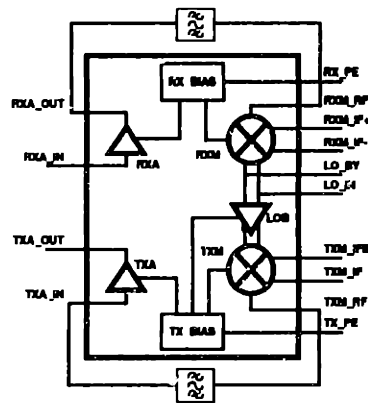 RX_PE
RXA_OUT
RX BIAS
RXM_RF
RXM_IF+
RXM_IF-
RXA_IN
RXA
RXM
LO_BY
LO_IN
LOB
TXA_OUT
TXA
TXM
TXM_IF
TXA_IN
TXM_RF
TX BIAS
TX_PE